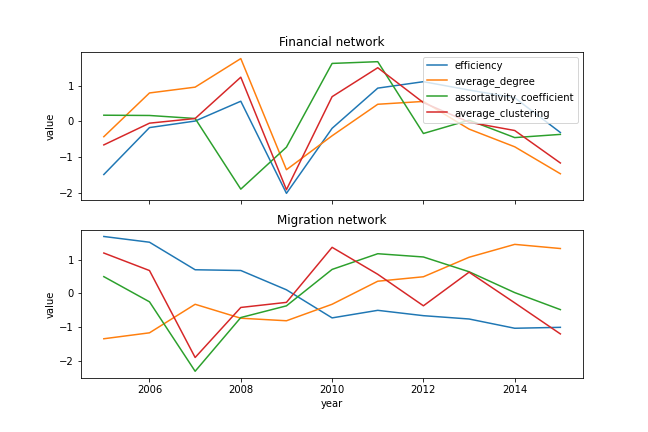 Financial network
efficiency
average_degree
assortativity_coefficient
average_clustering
value
1
0
−1
−2
Migration network
value
1
0
−1
−2
2006 2008 2010 2012 2014
year